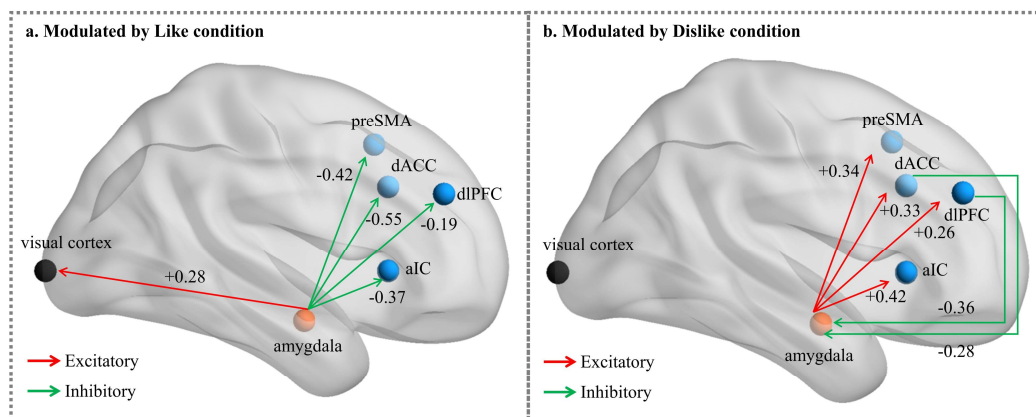 a. Modulated by Like condition
preSMA
dACC
-0.42
dlPFC
-0.55
-0.19
visual cortex
+0.28
aIC
-0.37
amygdala
Excitatory
Inhibitory
b. Modulated by Dislike condition
preSMA
dACC
+0.34
+0.33
dlPFC
+0.26
visual cortex
aIC
+0.42
-0.36
amygdala
-0.28
Excitatory
Inhibitory